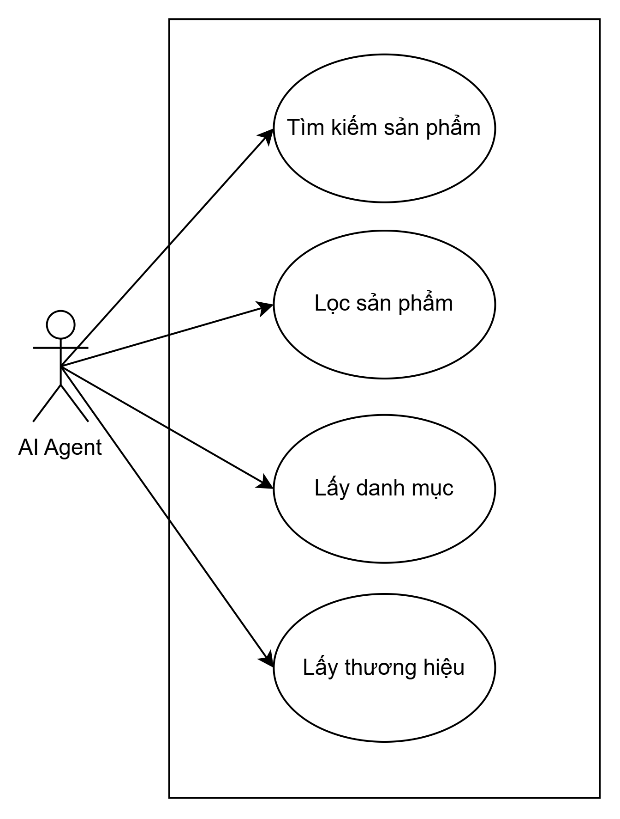 Tìm kiếm sản phẩm
Lọc sản phẩm
AI Agent
Lấy danh mục
Lấy thương hiệu